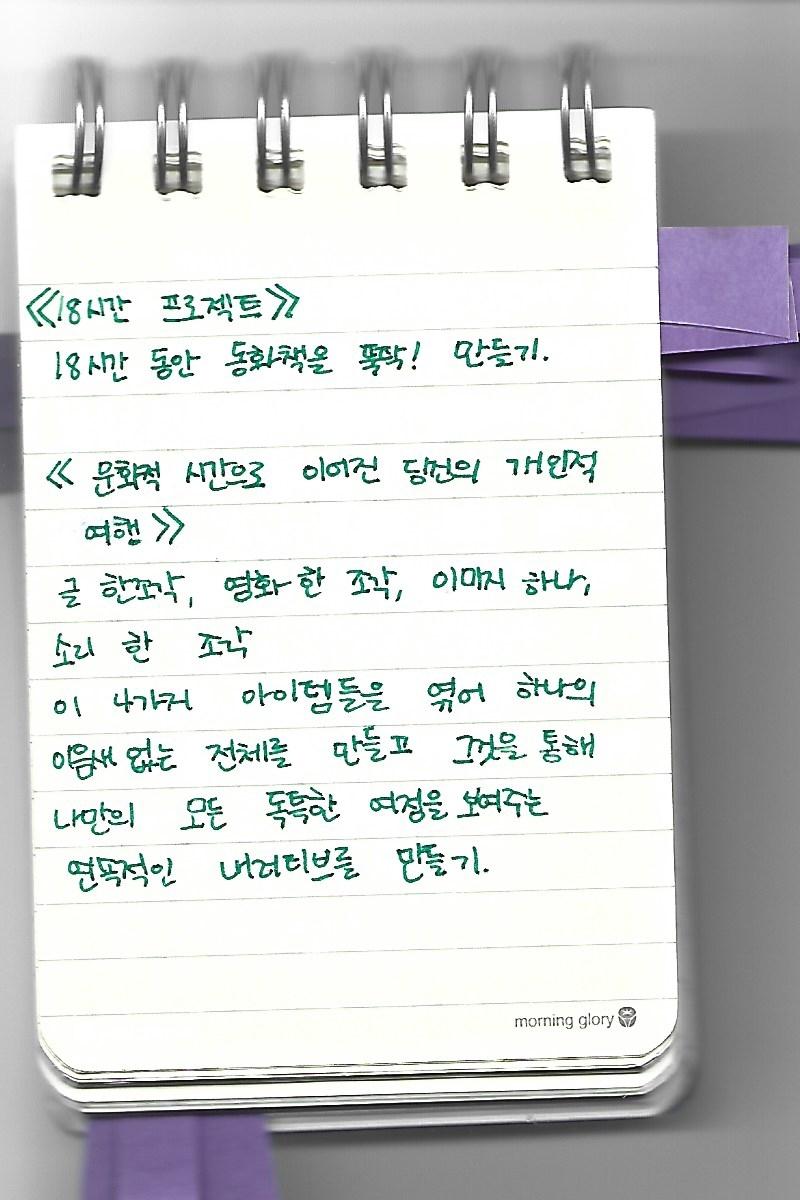 ≪18시간 프로젝트≫
18시간 동안 동화책을 뚝딱! 만들기.
≪ 문화적 시간으로 이어진 당신의 개인적
여행 ≫
글 한조각, 영화 한 조각, 이미지 하나,
소리 한 조각
이 4가지 아이템들을 엮어 하나의
이음새 없는 전체를 만들고 그것을 통해
나만의 모든 독특한 여정을 보여주는
연속적인 내러티브를 만들기.
morning glory